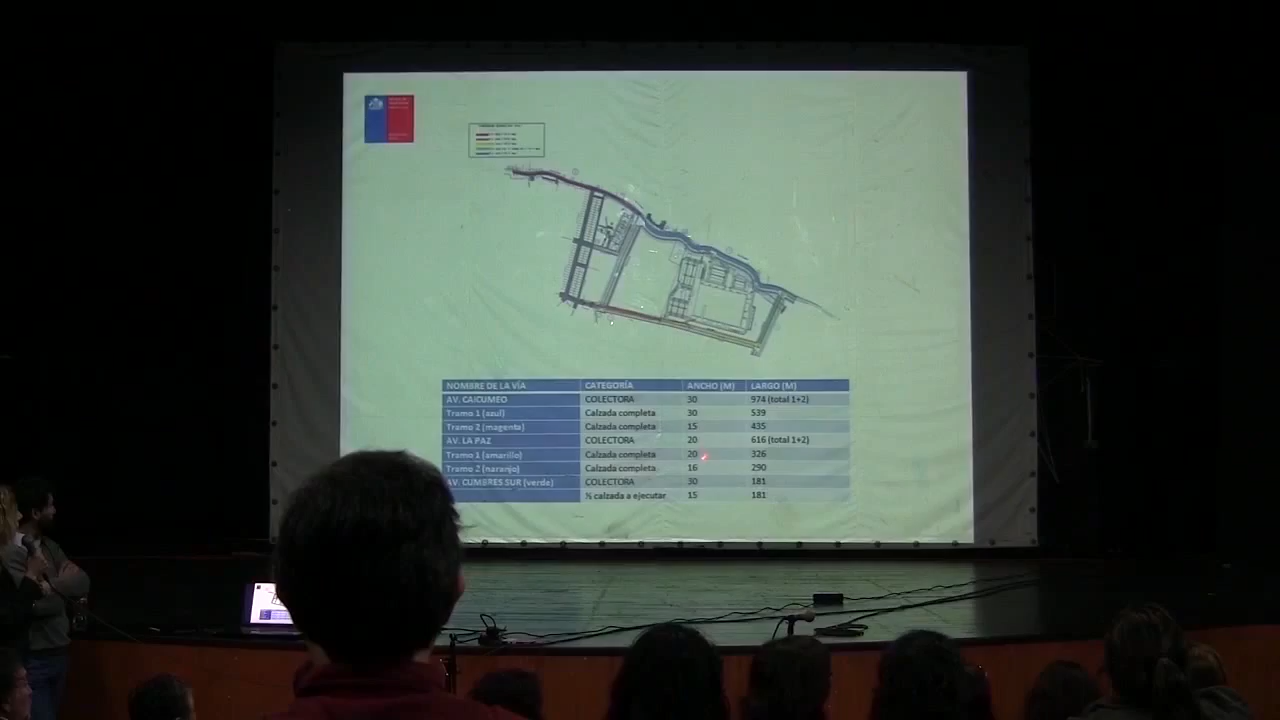 NOMBRE DE LA VÍA CATEGORÍA ANCHO (M) LARGO (M)
AV. CAICUMEO COLECTORA 30 974 (total 1+2)
Tramo 1 (azul) Calzada completa 30 539
Tramo 2 (magenta) Calzada completa 15 435
AV. LA PAZ COLECTORA 20 616 (total 1+2)
Tramo 1 (amarillo) Calzada completa 20 326
Tramo 2 (naranjo) Calzada completa 16 290
AV. CUMBRES SUR (verde) COLECTORA 30 181
½ calzada a ejecutar 15 181